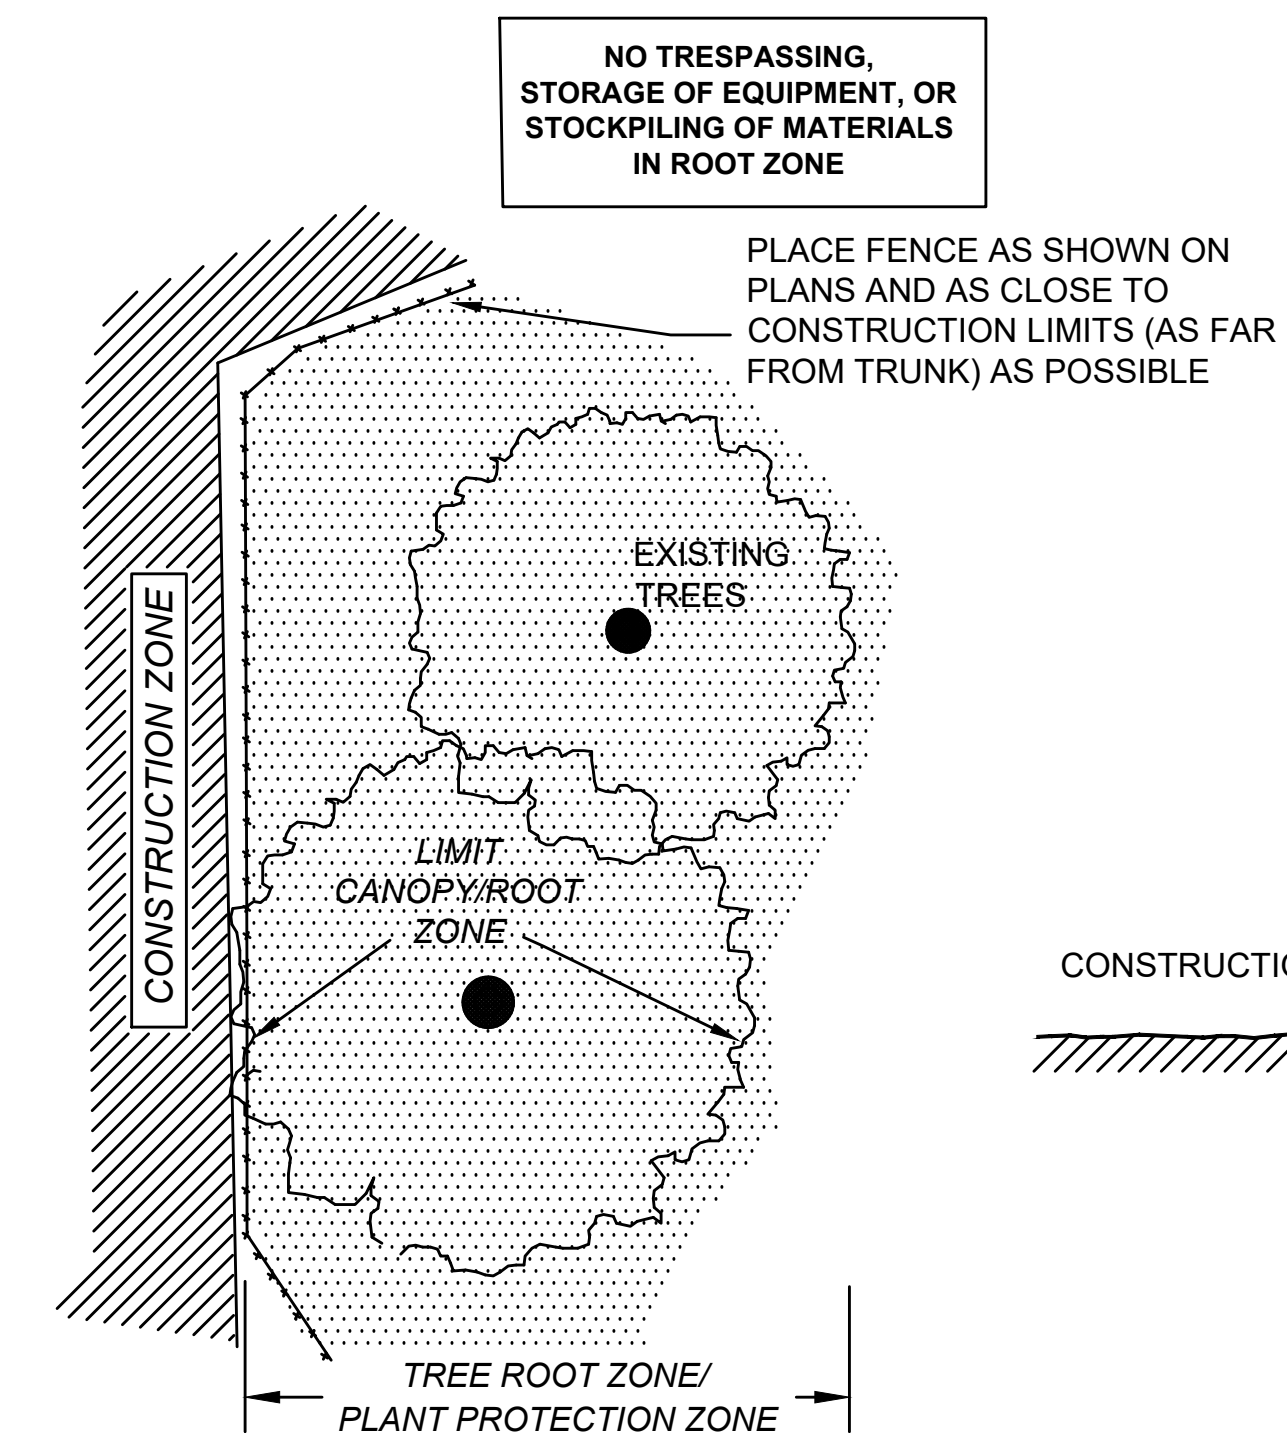 NO TRESPASSING,
STORAGE OF EQUIPMENT, OR
STOCKPILING OF MATERIALS
IN ROOT ZONE
PLACE FENCE AS SHOWN ON
PLANS AND AS CLOSE TO
CONSTRUCTION LIMITS (AS FAR
FROM TRUNK) AS POSSIBLE
EXISTING
TREES
CONSTRUCTION ZONE
LIMIT
CANOPY/ROOT
ZONE
TREE ROOT ZONE/
PLANT PROTECTION ZONE